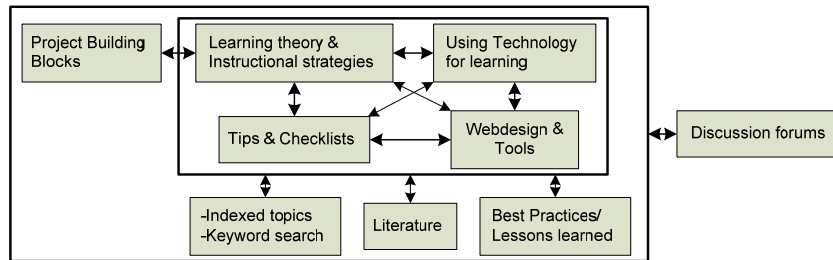 Project Building
Blocks
Learning theory &
Instructional strategies
Using Technology
for learning
Tips & Checklists
Webdesign &
Tools
Discussion forums
-Indexed topics
-Keyword search
Literature
Best Practices/
Lessons learned